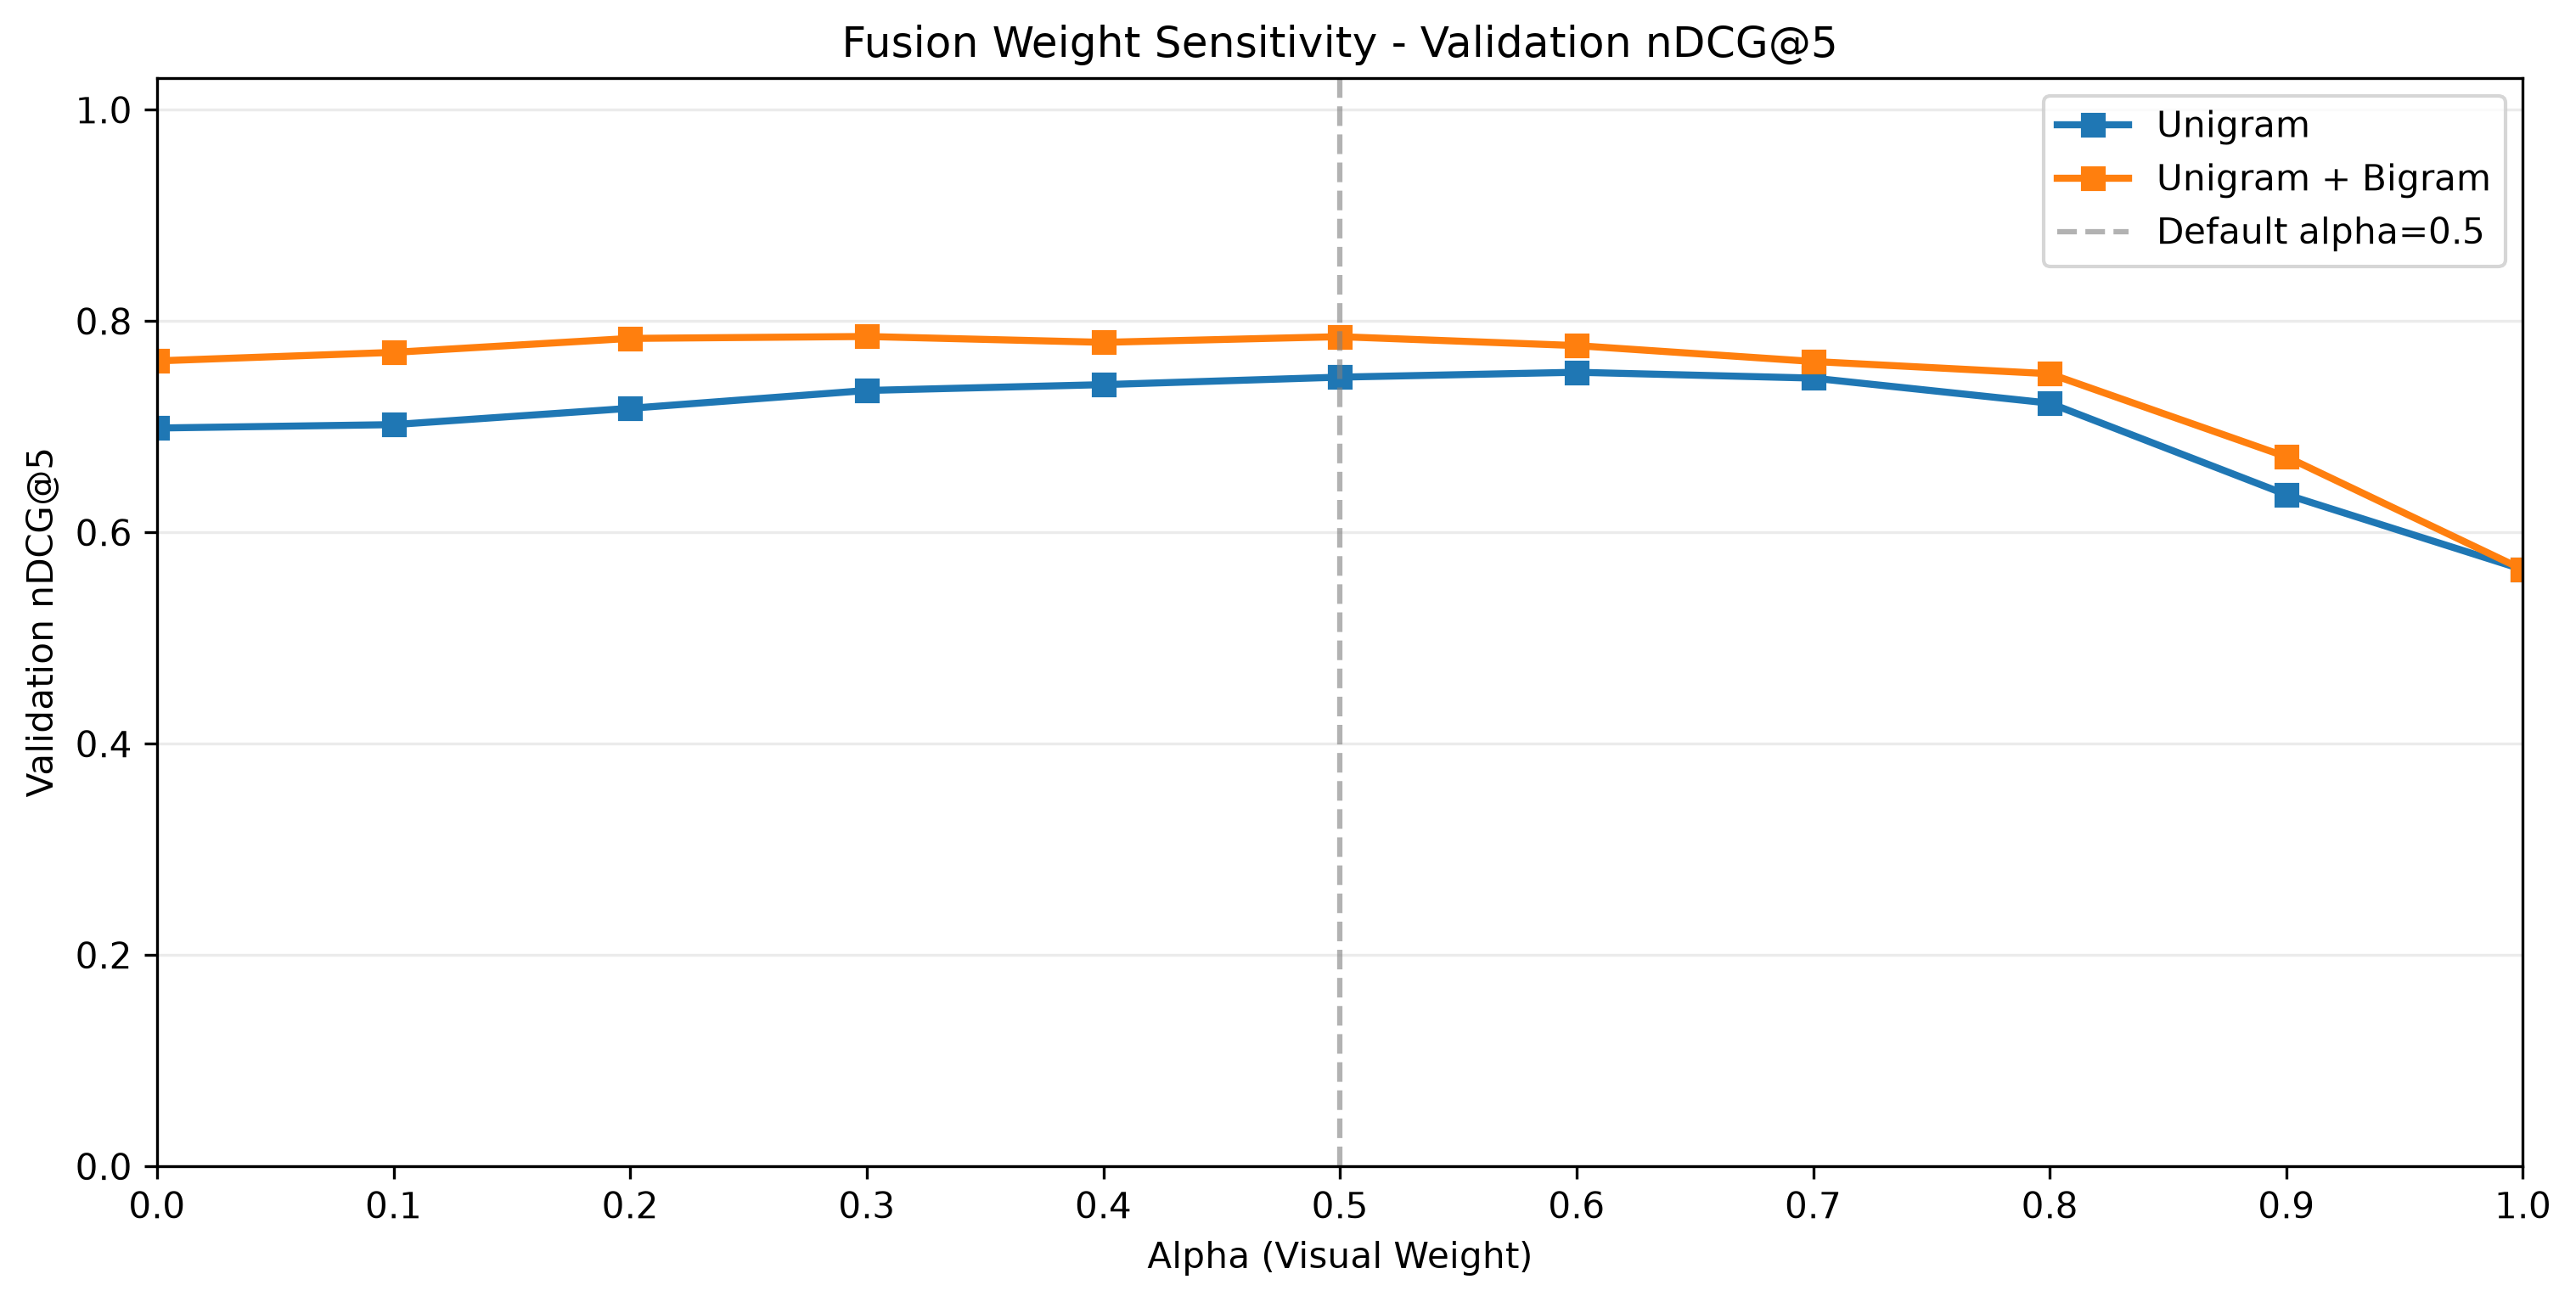 Fusion Weight Sensitivity - Validation nDCG@5
Unigram
Unigram + Bigram
Default alpha=0.5
Validation nDCG@5
1.0
0.8
0.6
0.4
0.2
0.0
0.0 0.1 0.2 0.3 0.4 0.5 0.6 0.7 0.8 0.9 1.0
Alpha (Visual Weight)